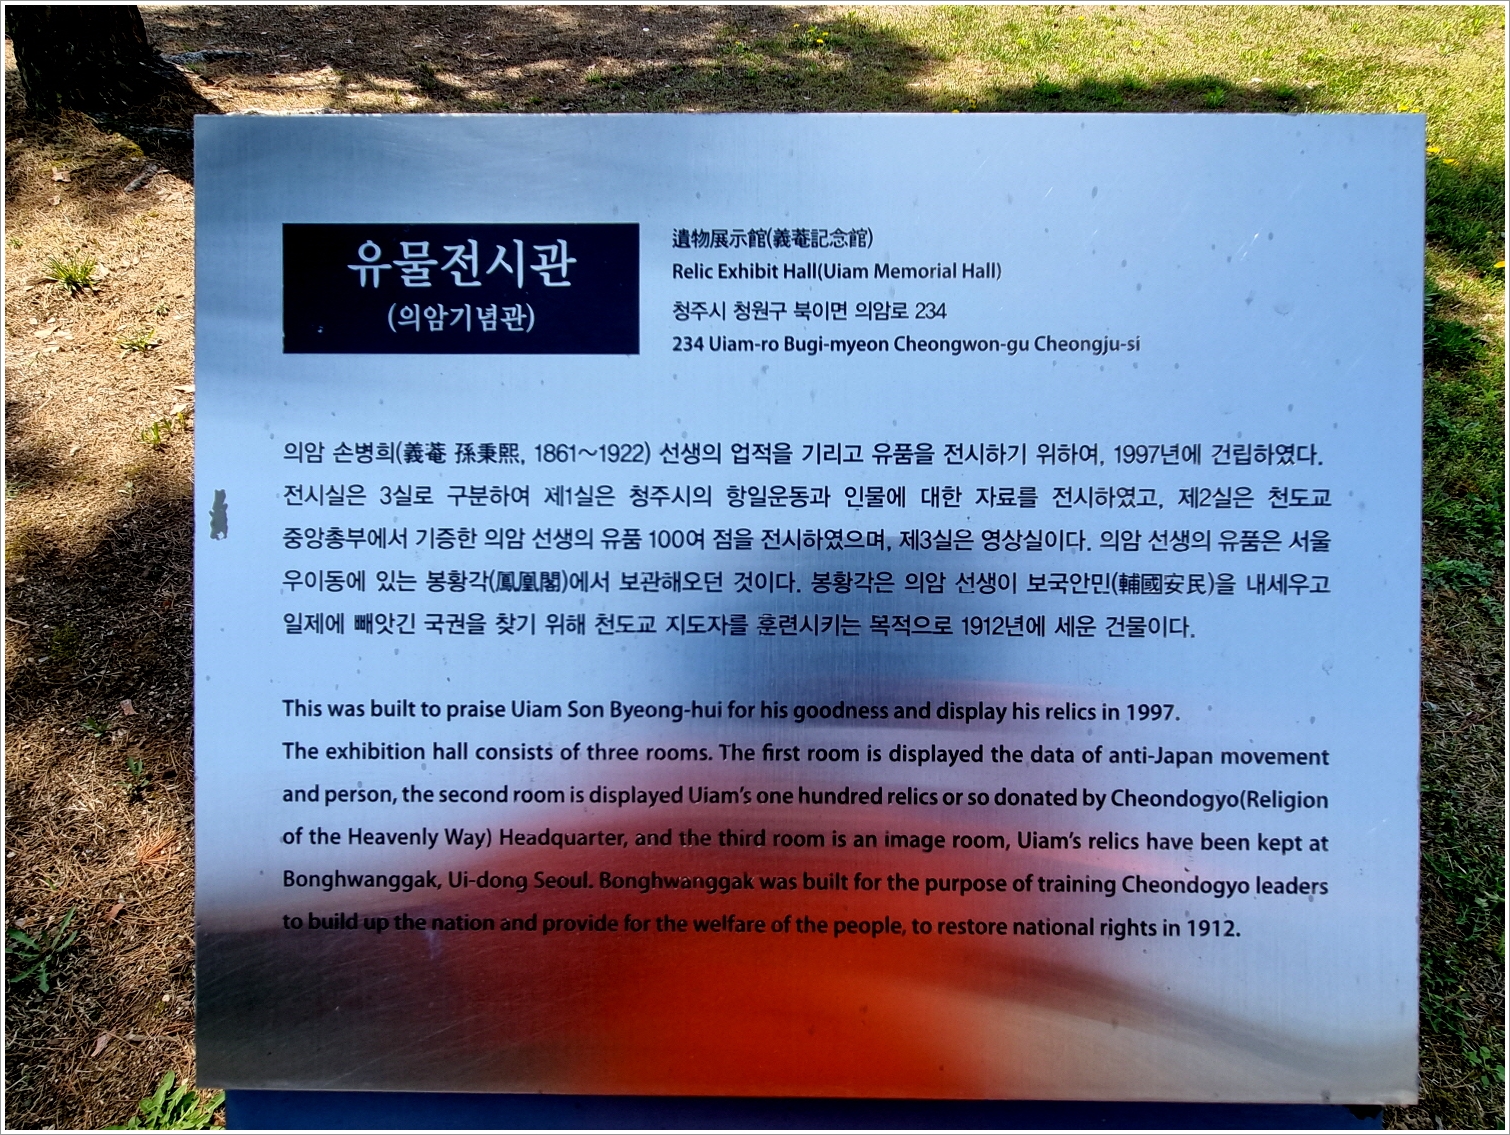 유물전시관
(의암기념관)
遺物展示館(義菴記念館)
Relic Exhibit Hall(Uiam Memorial Hall)
청주시 청원구 북이면 의암로 234
234 Uiam-ro Bugi-myeon Cheongwon-gu Cheongju-si
의암 손병희(義菴 孫秉熙, 1861～1922) 선생의 업적을 기리고 유품을 전시하기 위하여, 1997년에 건립하였다.
전시실은 3실로 구분하여 제1실은 청주시의 항일운동과 인물에 대한 자료를 전시하였고, 제2실은 천도교
중앙총부에서 기증한 의암 선생의 유품 100여 점을 전시하였으며, 제3실은 영상실이다. 의암 선생의 유품은 서울
우이동에 있는 봉황각(鳳凰閣)에서 보관해오던 것이다. 봉황각은 의암 선생이 보국안민(輔國安民)을 내세우고
일제에 빼앗긴 국권을 찾기 위해 천도교 지도자를 훈련시키는 목적으로 1912년에 세운 건물이다.
This was built to praise Uiam Son Byeong-hui for his goodness and display his relics in 1997.
The exhibition hall consists of three rooms. The first room is displayed the data of anti-Japan movement
and person, the second room is displayed Uiam's one hundred relics or so donated by Cheondogyo(Religion
of the Heavenly Way) Headquarter, and the third room is an image room, Uiam's relics have been kept at
Bonghwanggak, Ui-dong Seoul. Bonghwanggak was built for the purpose of training Cheondogyo leaders
to build up the nation and provide for the welfare of the people, to restore national rights in 1912.